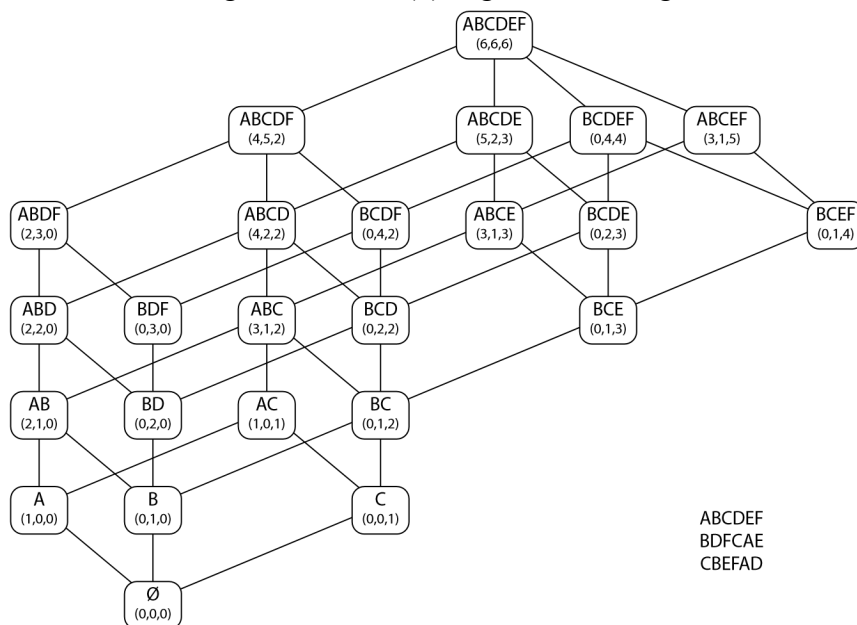 ABCDEF
(6,6,6)
ABCDF
(4,5,2)
ABCDE
(5,2,3)
BCDEF
(0,4,4)
ABCEF
(3,1,5)
ABDF
(2,3,0)
ABCD
(4,2,2)
BCDF
(0,4,2)
ABCE
(3,1,3)
BCDE
(0,2,3)
BCEF
(0,1,4)
ABD
(2,2,0)
BDF
(0,3,0)
ABC
(3,1,2)
BCD
(0,2,2)
BCE
(0,1,3)
AB
(2,1,0)
BD
(0,2,0)
AC
(1,0,1)
BC
(0,1,2)
A
(1,0,0)
B
(0,1,0)
C
(0,0,1)
Ø
(0,0,0)
ABCDEF
BDFCAE
CBEFAD